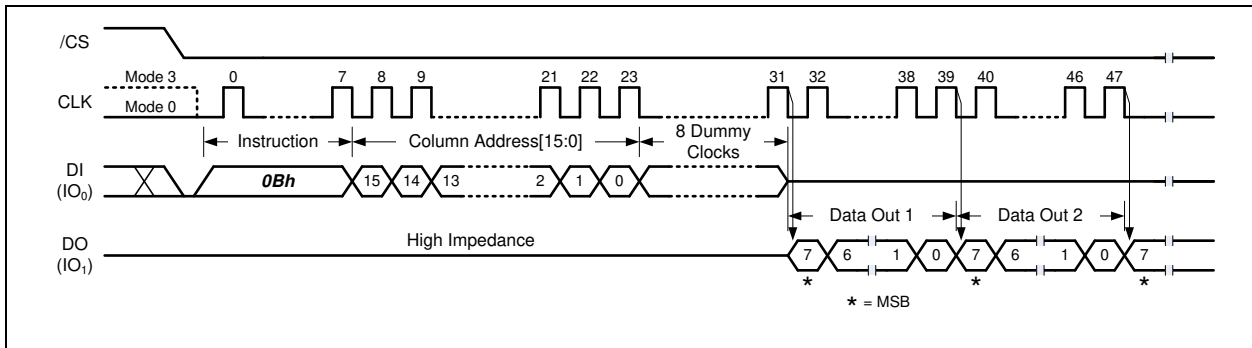 /CS
Mode 3 0 7 8 9 21 22 23 31 32 38 39 40 46 47
CLK Mode 0
Instruction Column Address[15:0] 8 Dummy
Clocks
DI
(IO0) 0Bh 15 14 13 2 1 0
Data Out 1 Data Out 2
DO
(IO1) High Impedance 7 6 1 0 7 6 1 0 7
* * *
* = MSB